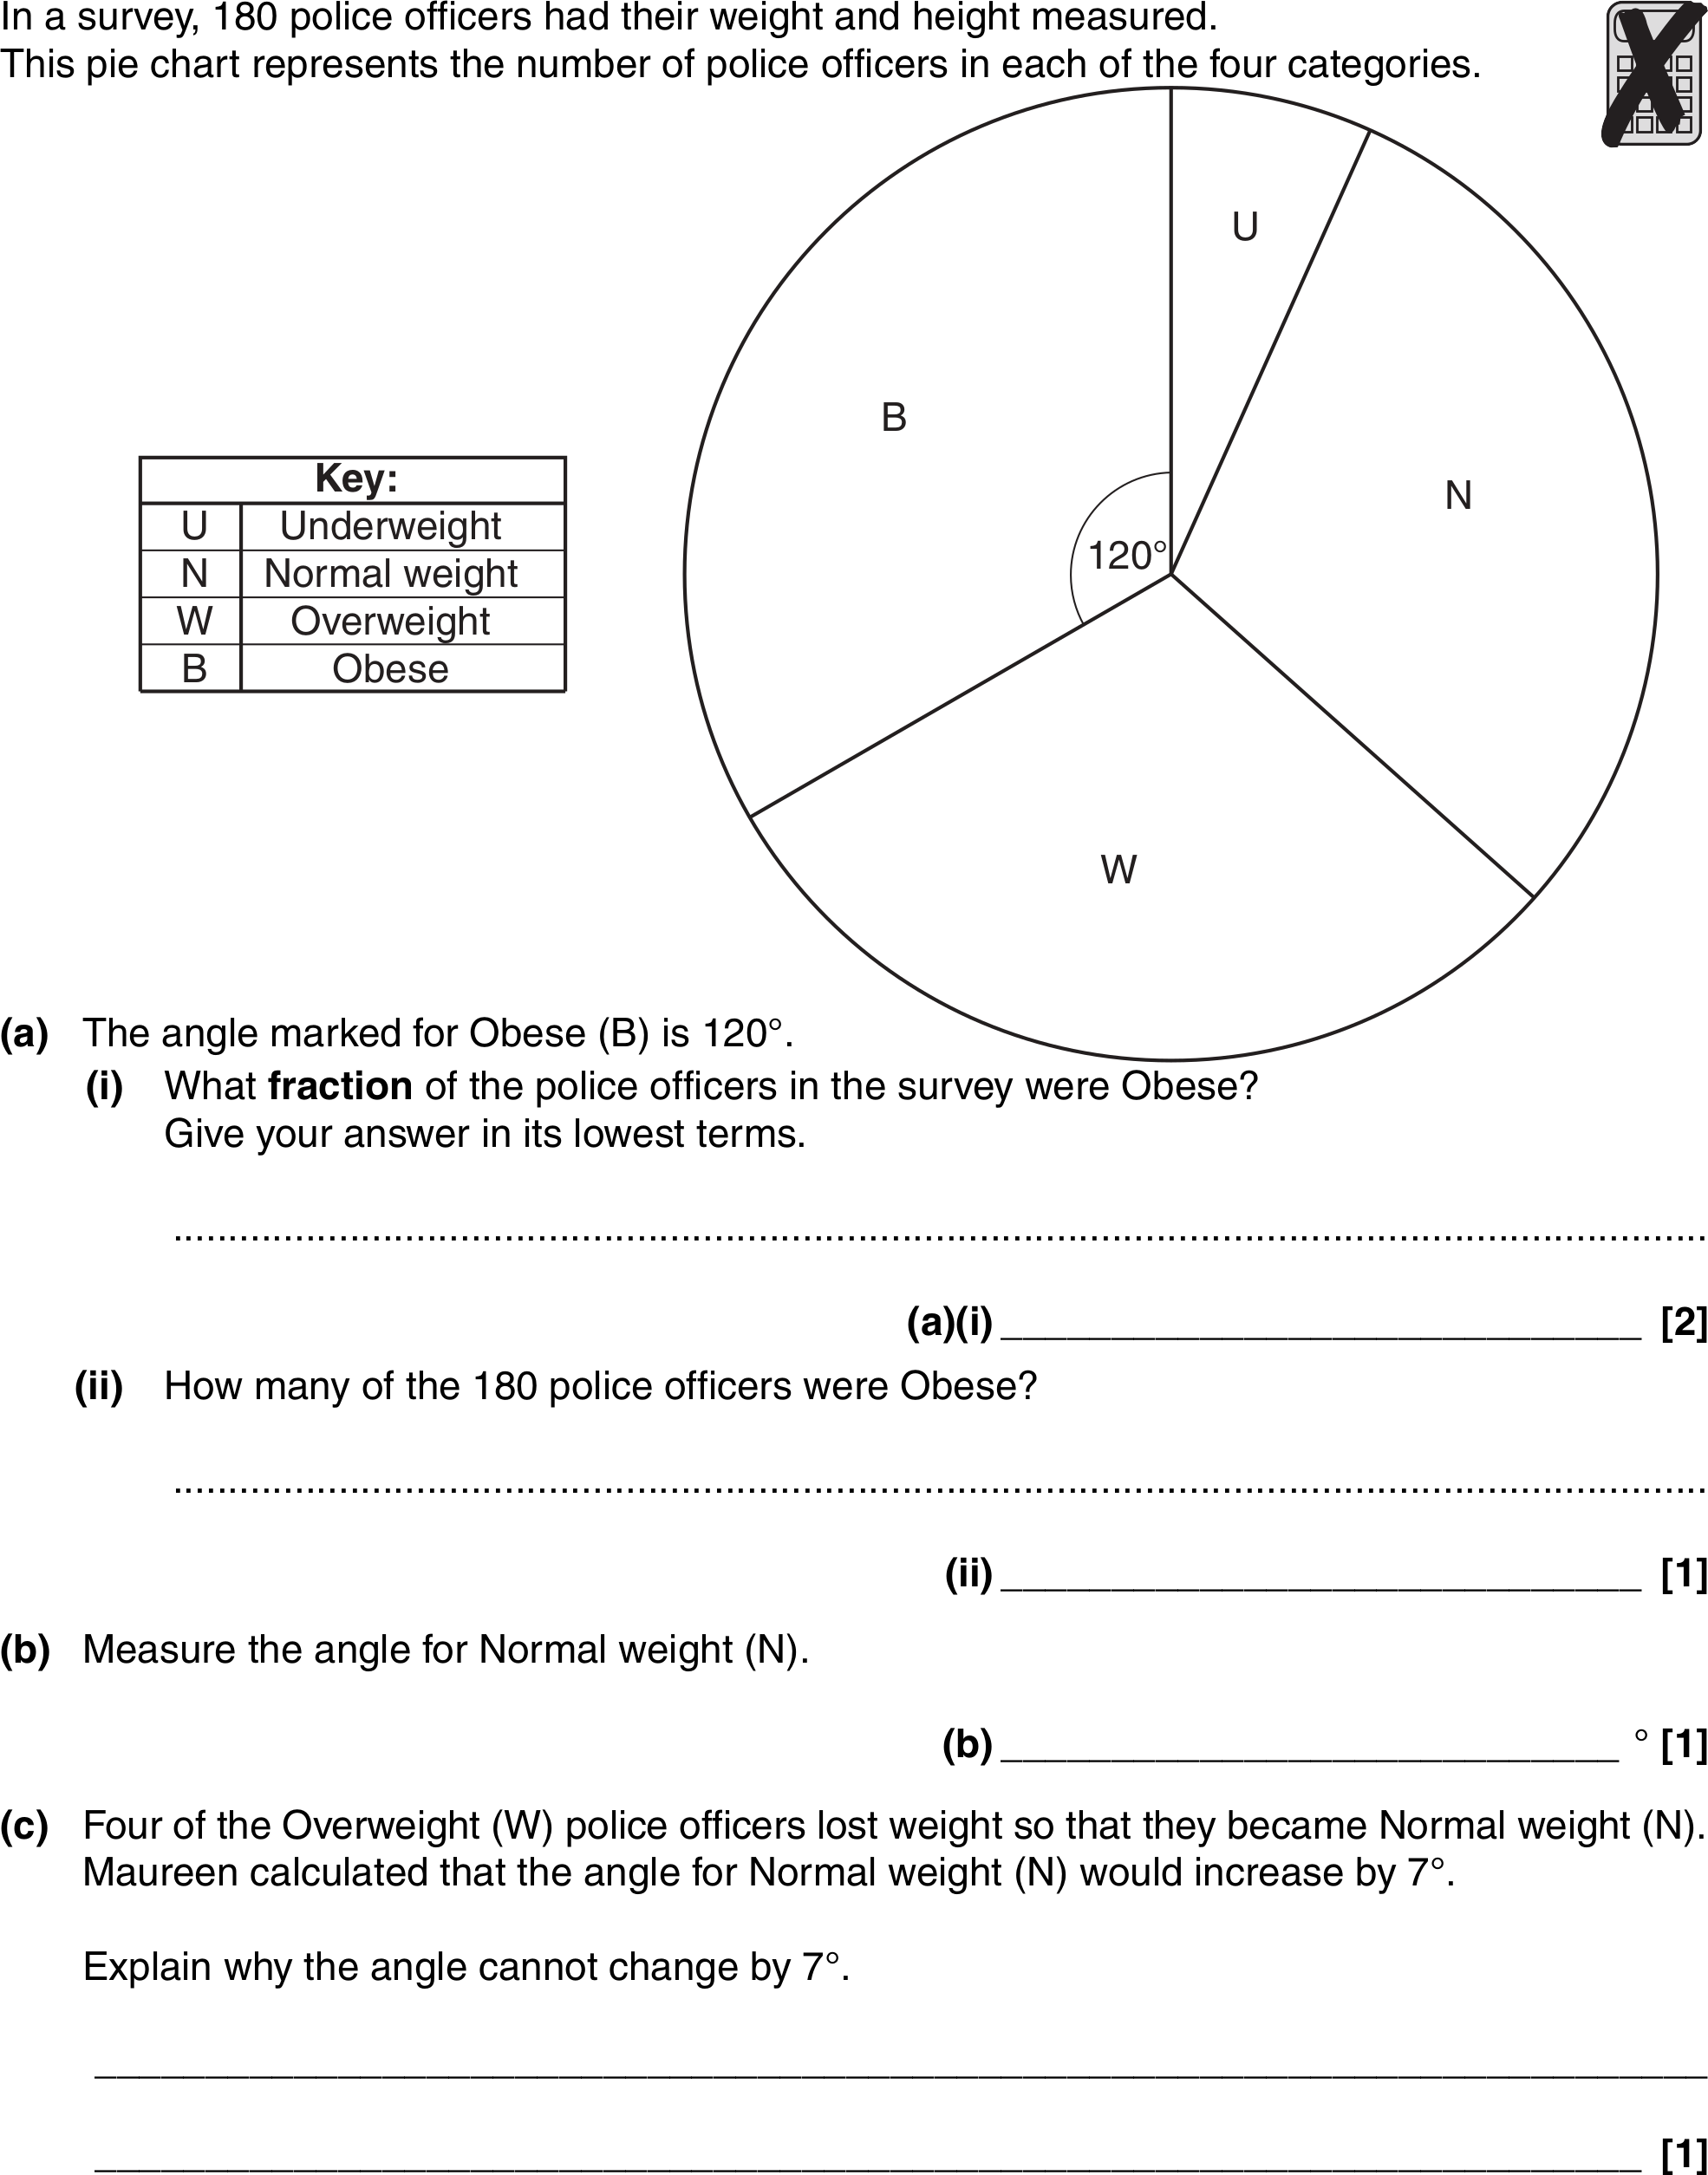 In a survey, 180 police officers had their weight and height measured.
This pie chart represents the number of police officers in each of the four categories.
U
B
N
120°
W
Key:
U Underweight
N Normal weight
W Overweight
B Obese
(a) The angle marked for Obese (B) is 120°.
(i) What fraction of the police officers in the survey were Obese?
Give your answer in its lowest terms.
(a)(i) [2]
(ii) How many of the 180 police officers were Obese?
(ii) [1]
(b) Measure the angle for Normal weight (N).
(b) ° [1]
(c) Four of the Overweight (W) police officers lost weight so that they became Normal weight (N).
Maureen calculated that the angle for Normal weight (N) would increase by 7°.
Explain why the angle cannot change by 7°.
[1]